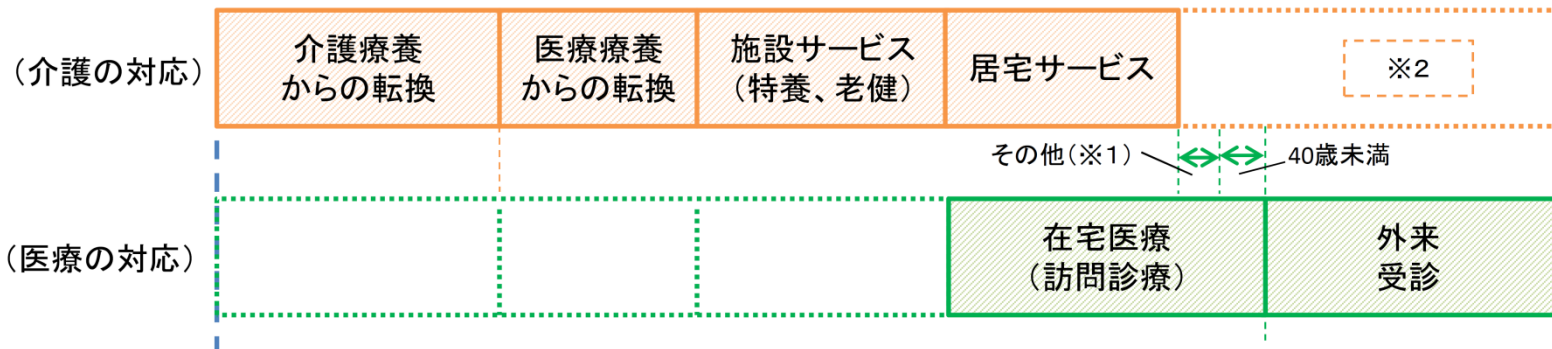 （介護の対応）
介護療養
からの転換
医療療養
からの転換
施設サービス
（特養、老健）
居宅サービス
※2
その他（※1）
40歳未満
（医療の対応）
在宅医療
（訪問診療）
外来
受診